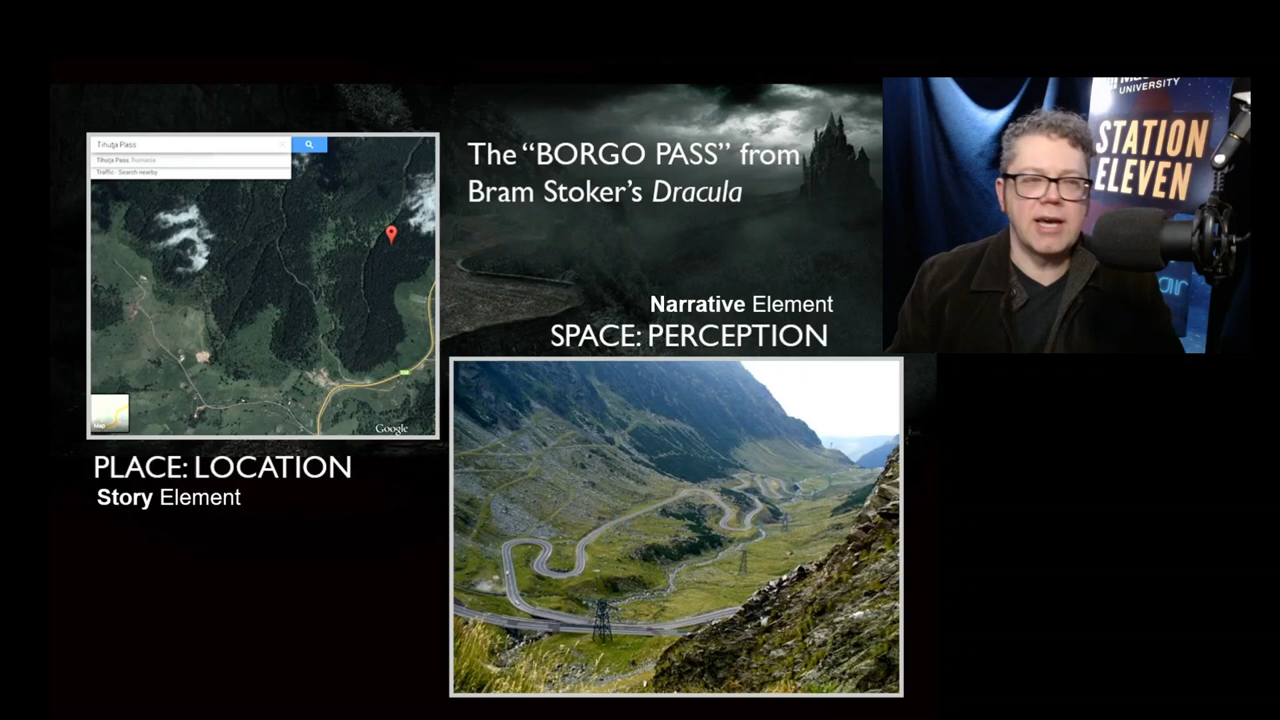 Tihuța Pass
Tihuța Pass, Romania
Traffic · Search nearby
Map
Google
PLACE: LOCATION
Story Element
The “BORGO PASS” from
Bram Stoker’s Dracula
Narrative Element
SPACE: PERCEPTION
UNIVERSITY
STATION
ELEVEN